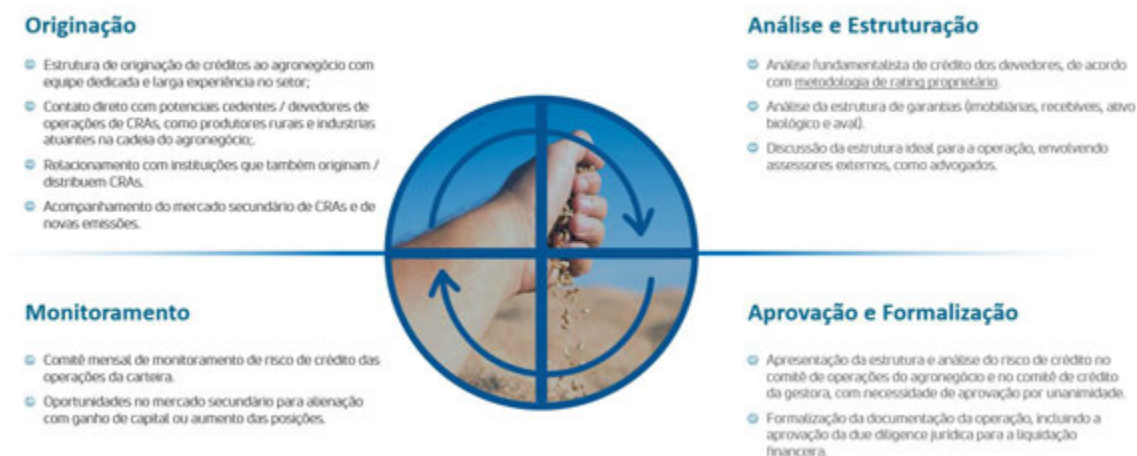 Originação
Estrutura de originação de créditos ao agronegócio com
equipe dedicada e larga experiência no setor;
Contato direto com potenciais cedentes / devedores de
operações de CRAs, como produtores rurais e industrias
atuantes na cadeia do agronegócio;.
Relacionamento com instituições que também originam /
distribuem CRAs.
Acompanhamento do mercado secundário de CRAs e de
novas emissões.
Análise e Estruturação
Análise fundamentalista de crédito dos devedores, de acordo
com metodologia de rating proprietário.
Análise da estrutura de garantias (imobiliárias, recebíveis, ativo
biológico e aval).
Discussão da estrutura ideal para a operação, envolvendo
assessores externos, como advogados.
Monitoramento
Comitê mensal de monitoramento de risco de crédito das
operações da carteira.
Oportunidades no mercado secundário para alienação
com ganho de capital ou aumento das posições.
Aprovação e Formalização
Apresentação da estrutura e análise do risco de crédito no
comitê de operações do agronegócio e no comitê de crédito
da gestora, com necessidade de aprovação por unanimidade.
Formalização da documentação da operação, incluindo a
aprovação da due diligence jurídica para a liquidação
financeira.